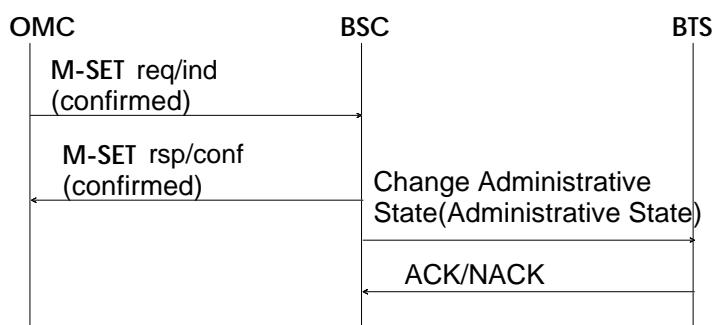 OMC BSC BTS
M-SET req/ind
(confirmed)
M-SET rsp/conf
(confirmed)
Change Administrative
State(Administrative State)
ACK/NACK